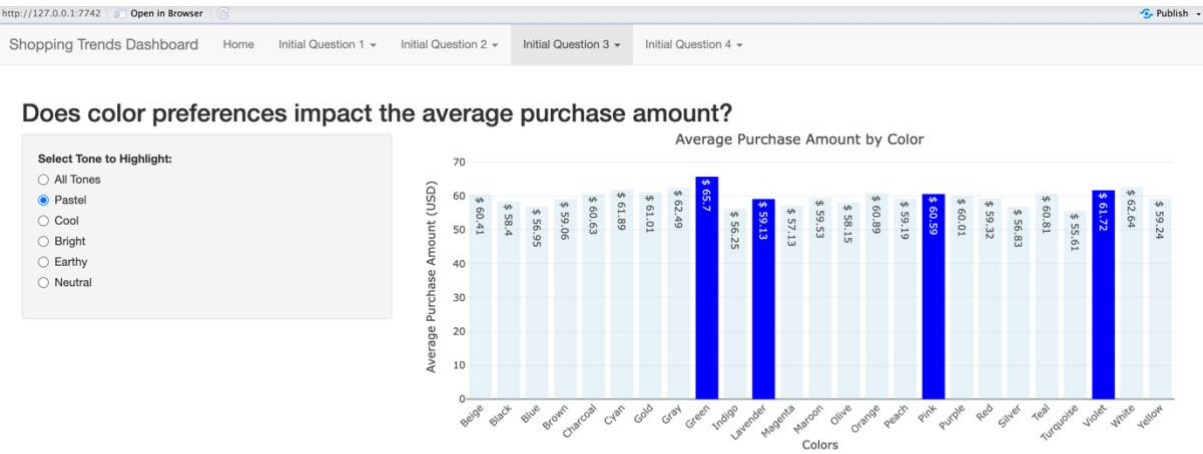 http://127.0.0.1:7742 Open in Browser Publish
Shopping Trends Dashboard Home Initial Question 1 Initial Question 2 Initial Question 3 Initial Question 4
Does color preferences impact the average purchase amount?
Select Tone to Highlight:
All Tones
Pastel
Cool
Bright
Earthy
Neutral
Average Purchase Amount by Color
Average Purchase Amount (USD)
70
60
50
40
30
20
10
0
$ 60.41
$ 58.4
$ 56.95
$ 59.06
$ 60.63
$ 61.89
$ 61.01
$ 62.49
$ 65.7
$ 56.25
$ 59.13
$ 57.13
$ 59.53
$ 58.15
$ 60.89
$ 59.19
$ 60.59
$ 60.01
$ 59.32
$ 56.83
$ 60.81
$ 55.61
$ 61.72
$ 62.64
$ 59.24
Beige
Black
Blue
Brown
Charcoal
Cyan
Gold
Gray
Green
Indigo
Lavender
Magenta
Maroon
Olive
Orange
Peach
Pink
Purple
Red
Silver
Teal
Turquoise
Violet
White
Yellow
Colors